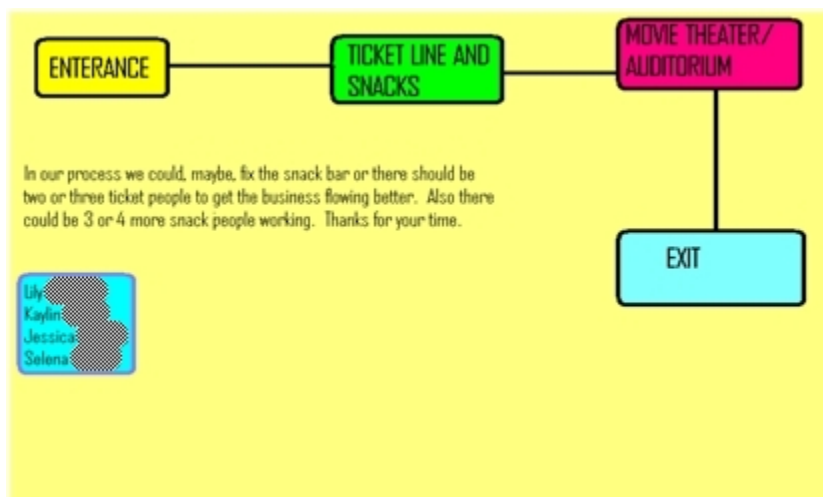 ENTERANCE
TICKET LINE AND
SNACKS
MOVIE THEATER/
AUDITORIUM
In our process we could, maybe, fix the snack bar or there should be
two or three ticket people to get the business flowing better. Also there
could be 3 or 4 more snack people working. Thanks for your time.
EXIT
Lily
Kaylin
Jessica
Selena